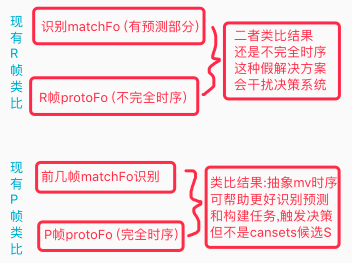 现有R帧类比
识别matchFo (有预测部分)
R帧protoFo (不完全时序)
二者类比结果
还是不完全时序
这种假解决方案
会干扰决策系统
现有P帧类比
前几帧matchFo识别
P帧protoFo (完全时序)
类比结果:抽象mv时序
可帮助更好识别预测
和构建任务,触发决策
但不是cansets候选S